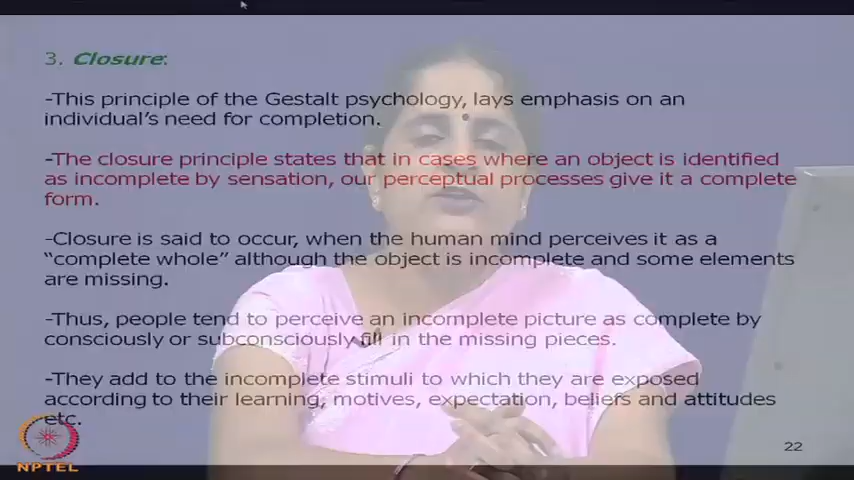 3. Closure:
-This principle of the Gestalt psychology, lays emphasis on an
individual's need for completion.
-The closure principle states that in cases where an object is identified
as incomplete by sensation, our perceptual processes give it a complete
form.
-Closure is said to occur, when the human mind perceives it as a
“complete whole” although the object is incomplete and some elements
are missing.
-Thus, people tend to perceive an incomplete picture as complete by
consciously or subconsciously fill in the missing pieces.
-They add to the incomplete stimuli to which they are exposed
according to their learning, motives, expectation, beliefs and attitudes
etc.
22
NPTEL